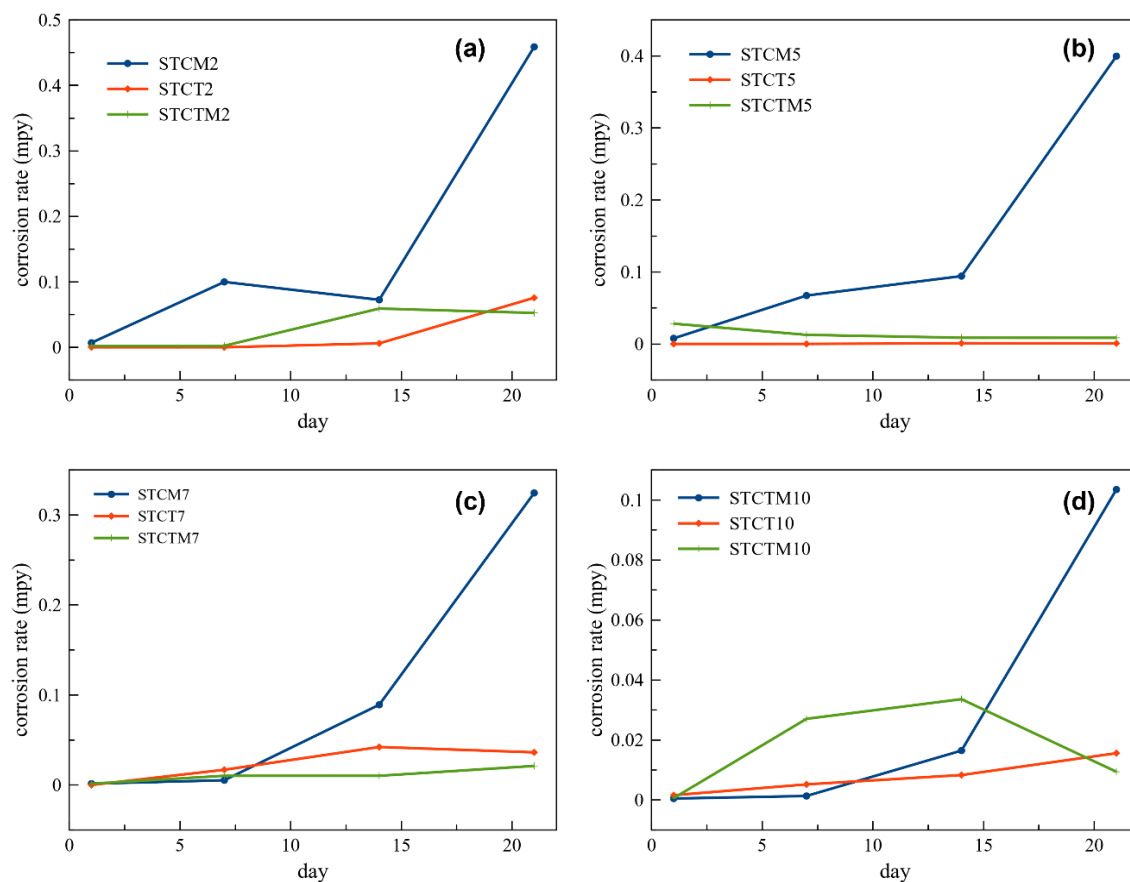 (a)
STCM2
STCT2
STCTM2
corrosion rate (mpy)
0.5
0.4
0.3
0.2
0.1
0
0 5 10 15 20
day
(b)
STCM5
STCT5
STCTM5
corrosion rate (mpy)
0.4
0.3
0.2
0.1
0
0 5 10 15 20
day
(c)
STCM7
STCT7
STCTM7
corrosion rate (mpy)
0.3
0.2
0.1
0
0 5 10 15 20
day
(d)
STCTM10
STCT10
STCTM10
corrosion rate (mpy)
0.1
0.08
0.06
0.04
0.02
0
0 5 10 15 20
day